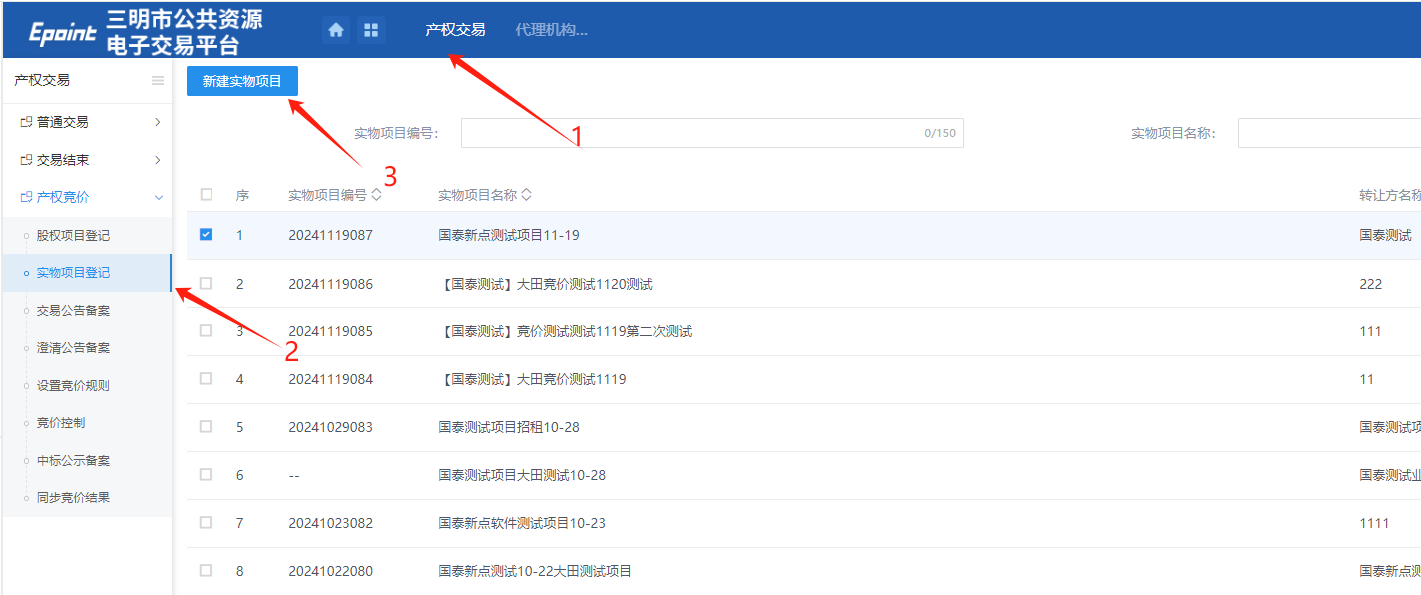 Epoint 三明市公共资源
电子交易平台
产权交易 代理机构...
产权交易
新建实物项目
普通交易
交易结束
产权竞价
股权项目登记
实物项目登记
交易公告备案
澄清公告备案
设置竞价规则
竞价控制
中标公示备案
同步竞价结果
1
2
3
实物项目编号: 0/150 实物项目名称:
序 实物项目编号 实物项目名称 转让方名称
1 20241119087 国泰新点测试项目11-19 国泰测试
2 20241119086 【国泰测试】大田竞价测试1120测试 222
3 20241119085 【国泰测试】竞价测试测试1119第二次测试 111
4 20241119084 【国泰测试】大田竞价测试1119 11
5 20241029083 国泰测试项目招租10-28 国泰测试项
6 -- 国泰测试项目大田测试10-28 国泰测试业
7 20241023082 国泰新点软件测试项目10-23 1111
8 20241022080 国泰新点测试10-22大田测试项目 国泰新点测